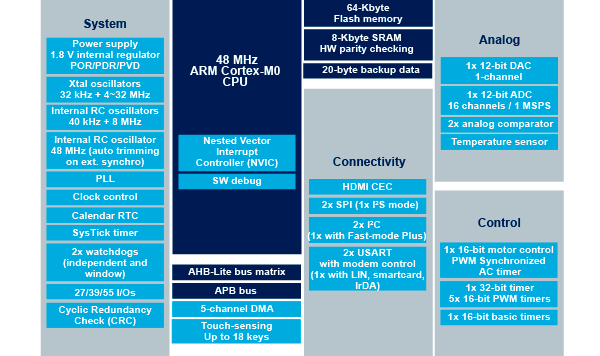 System
Power supply
1.8 V internal regulator
POR/PDR/PVD
Xtal oscillators
32 kHz + 4~32 MHz
Internal RC oscillators
40 kHz + 8 MHz
Internal RC oscillator
48 MHz (auto trimming
on ext. synchro)
PLL
Clock control
Calendar RTC
SysTick timer
2x watchdogs
(independent and
window)
27/39/55 I/Os
Cyclic Redundancy
Check (CRC)
48 MHz
ARM Cortex-M0
CPU
Nested Vector
Interrupt
Controller (NVIC)
SW debug
AHB-Lite bus matrix
APB bus
5-channel DMA
Touch-sensing
Up to 18 keys
64-Kbyte
Flash memory
8-Kbyte SRAM
HW parity checking
20-byte backup data
Connectivity
HDMI CEC
2x SPI (1x I²S mode)
2x I²C
(1x with Fast-mode Plus)
2x USART
with modem control
(1x with LIN, smartcard,
IrDA)
Analog
1x 12-bit DAC
1-channel
1x 12-bit ADC
16 channels / 1 MSPS
2x analog comparator
Temperature sensor
Control
1x 16-bit motor control
PWM Synchronized
AC timer
1x 32-bit timer
5x 16-bit PWM timers
1x 16-bit basic timers